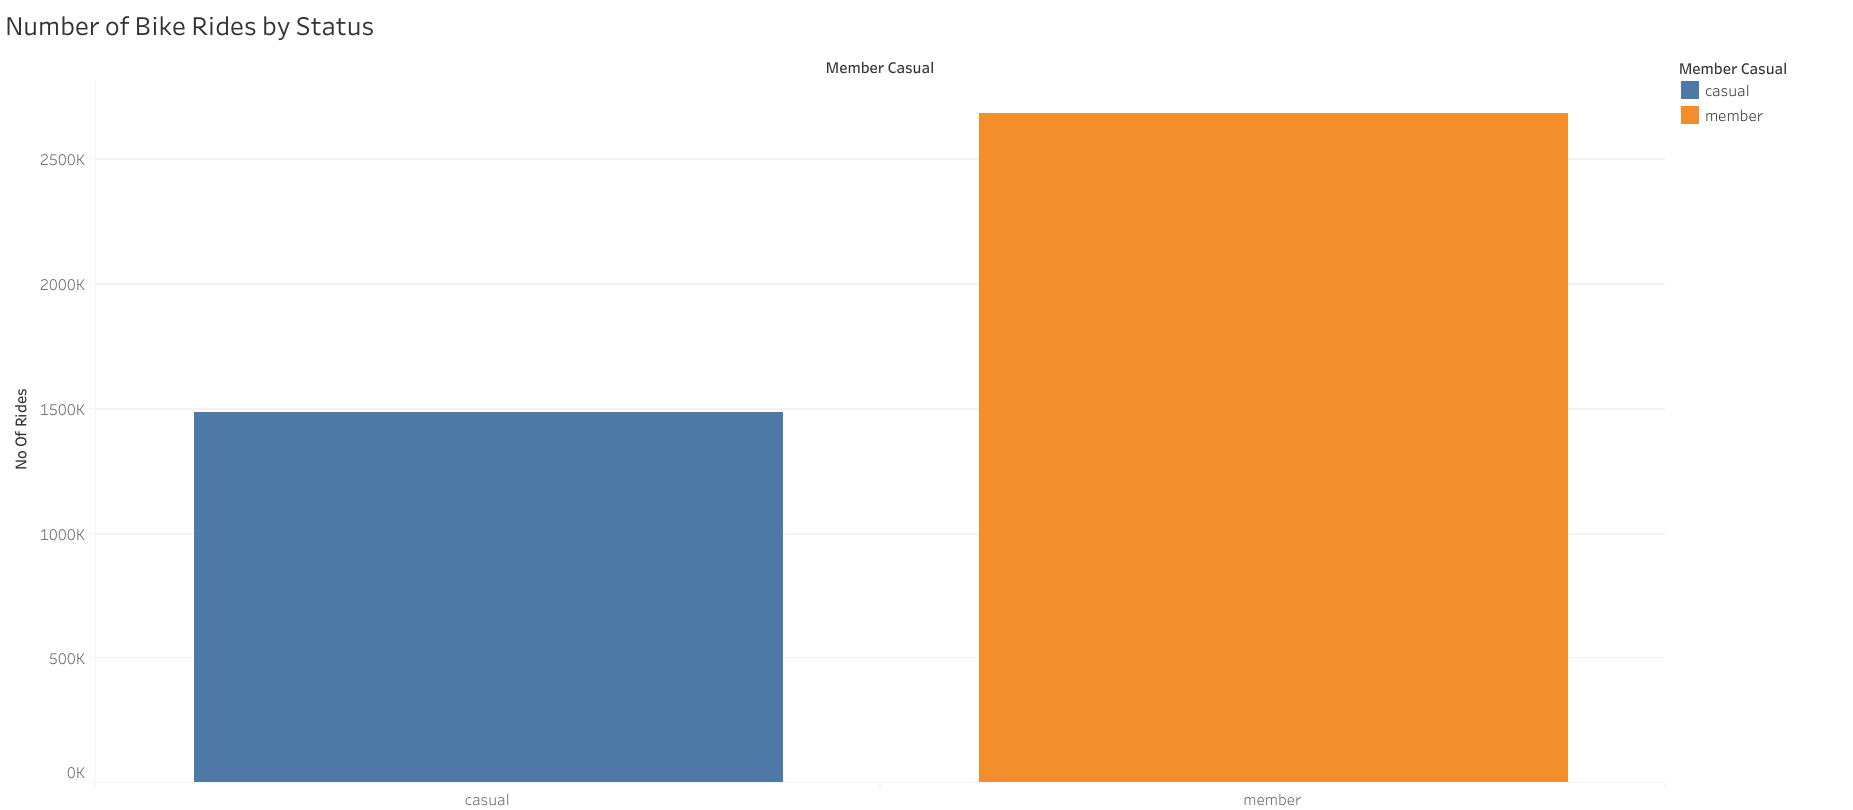 Number of Bike Rides by Status
Member Casual
Member Casual
casual
member
2500K
2000K
1500K
1000K
500K
0K
No Of Rides
casual
member